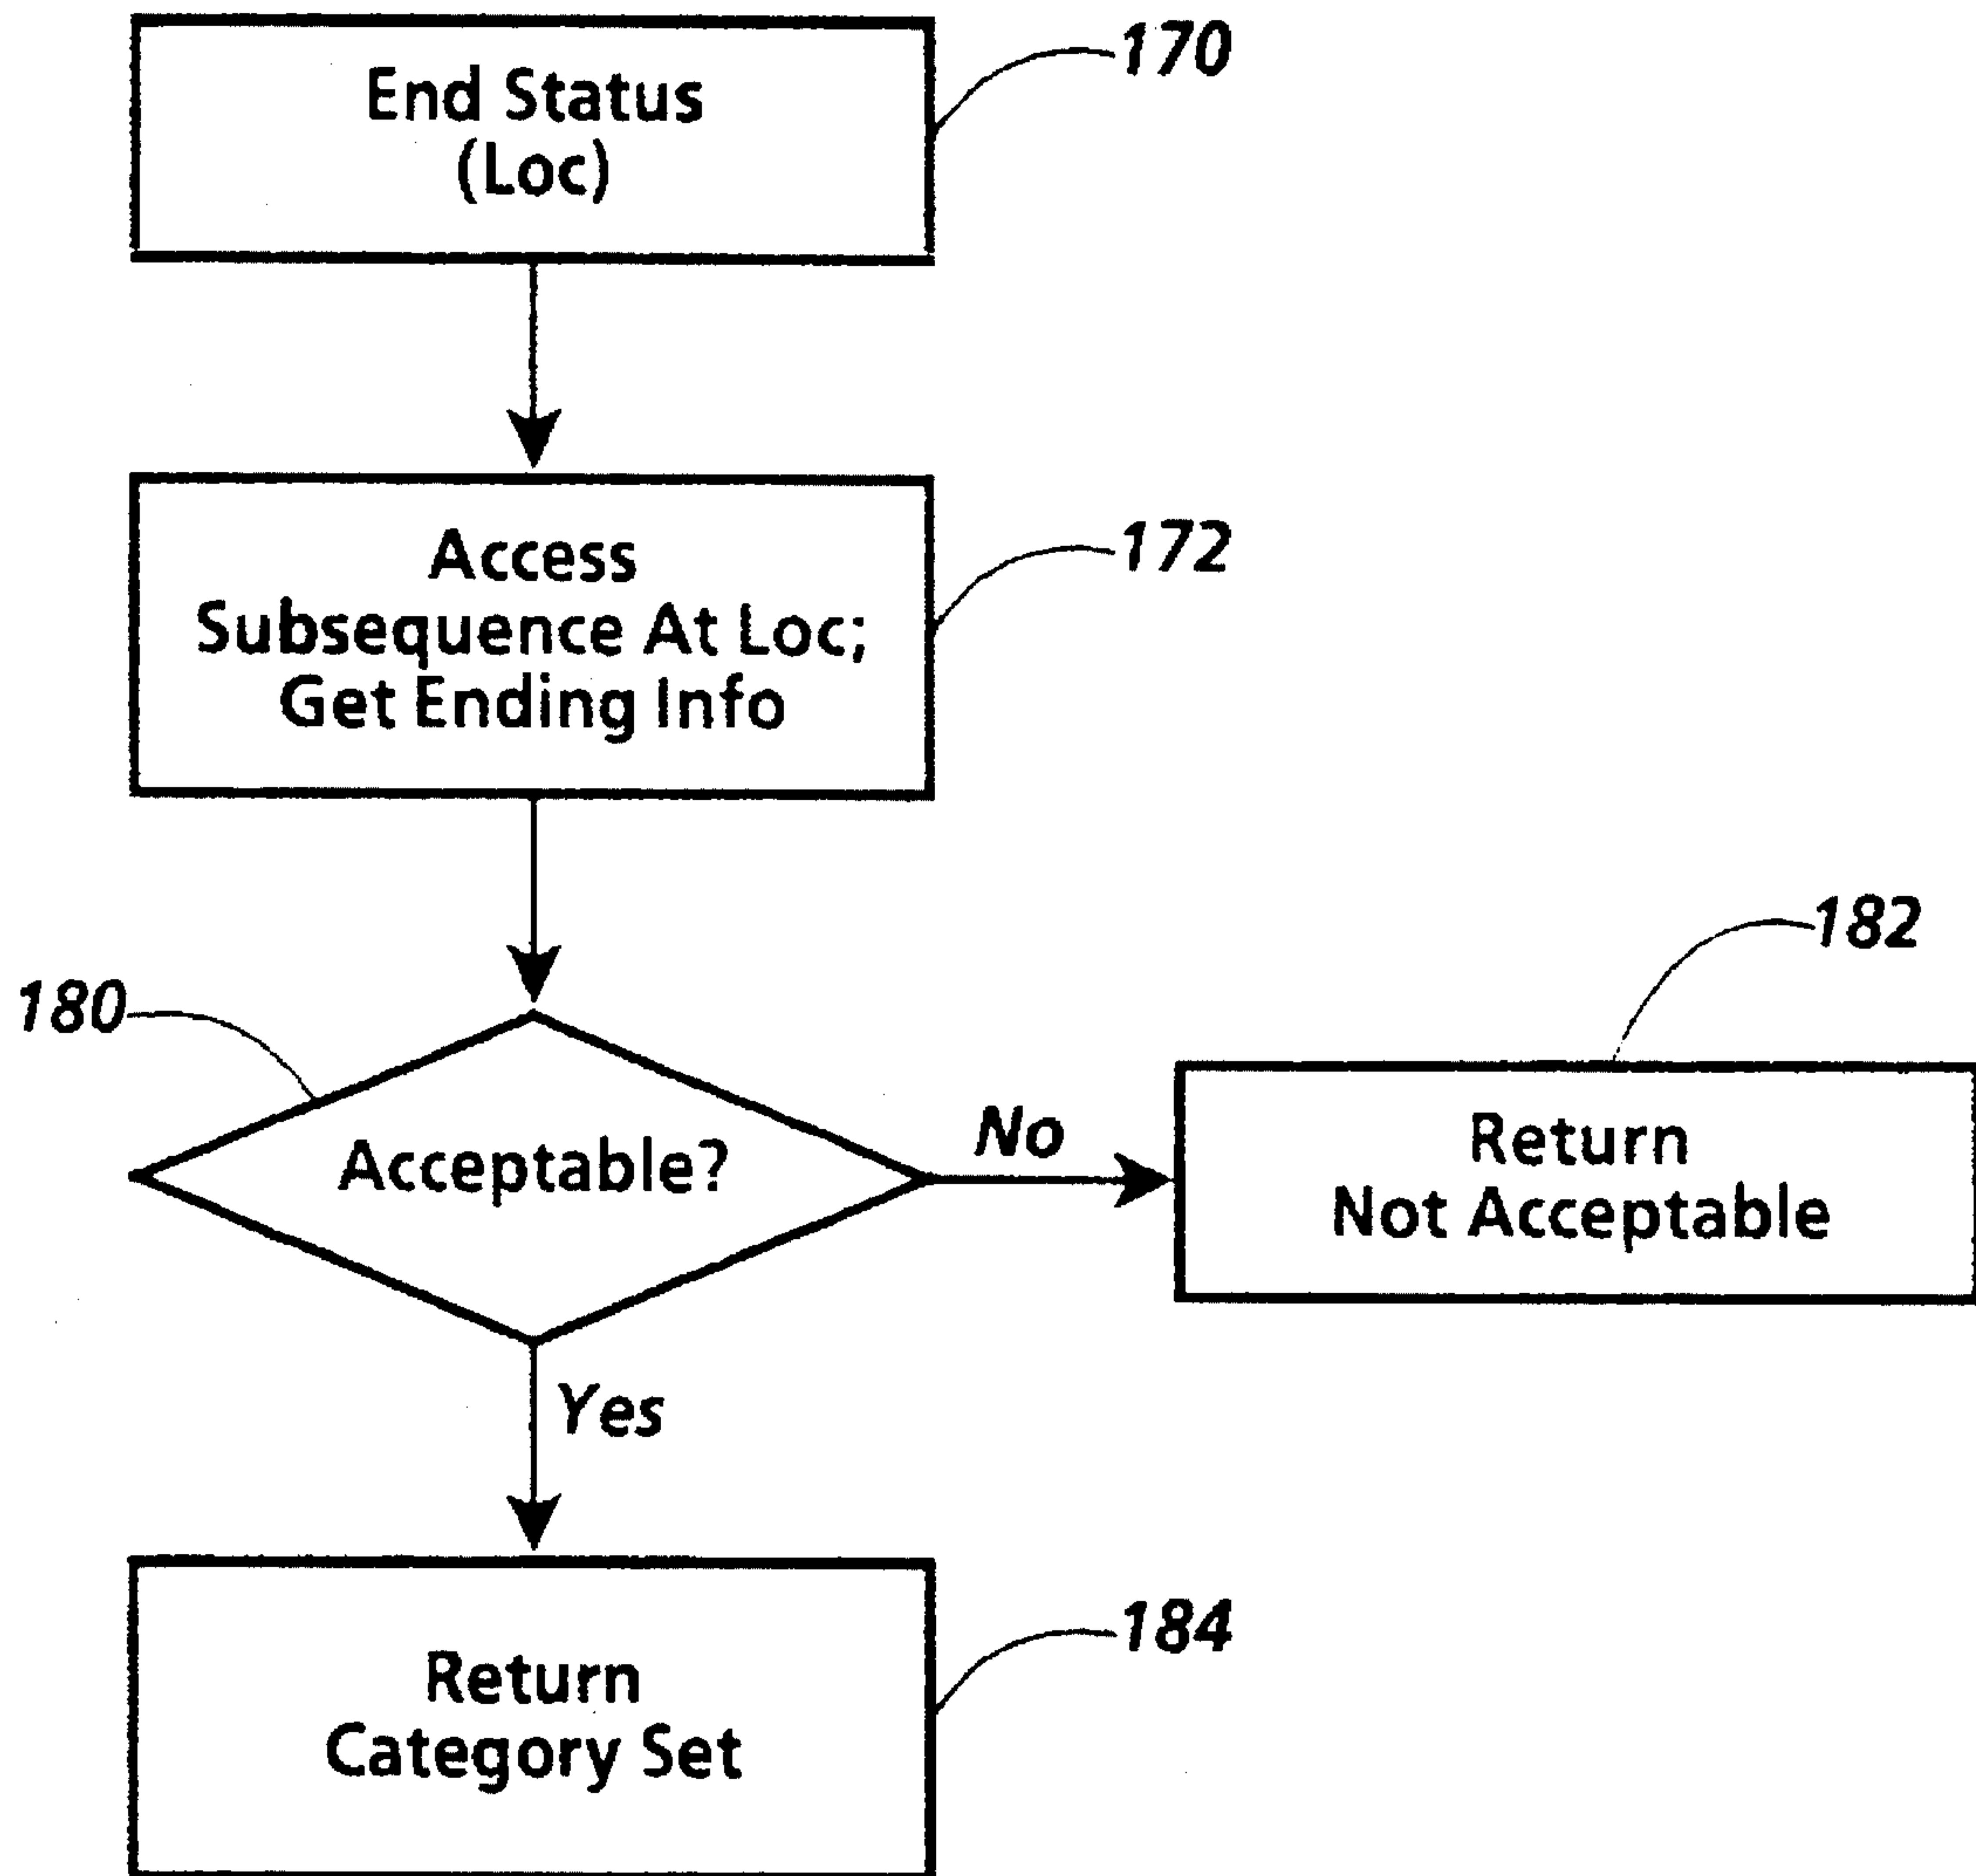 170
End Status
(Loc)
172
Access
Subsequence At Loc;
Get Ending Info
180
Acceptable?
No
182
Return
Not Acceptable
Yes
184
Return
Category Set